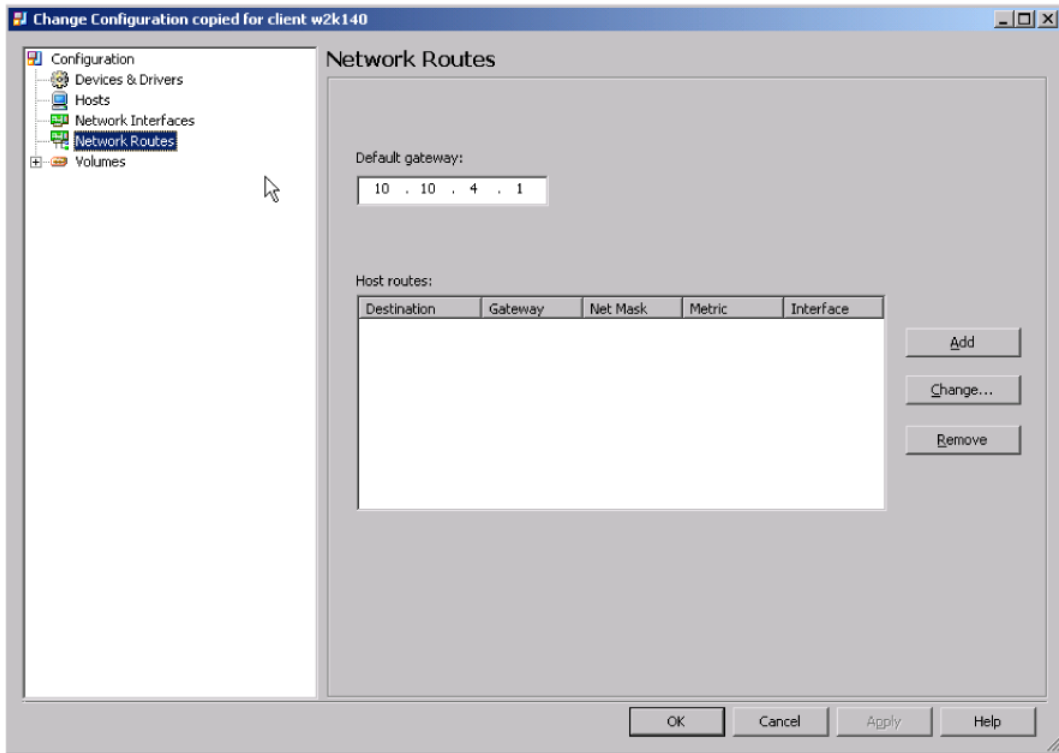 Change Configuration copied for client w2k140
Configuration
Devices & Drivers
Hosts
Network Interfaces
Network Routes
Volumes
Network Routes
Default gateway:
10 . 10 . 4 . 1
Host routes:
Destination Gateway Net Mask Metric Interface
Add
Change...
Remove
OK Cancel Apply Help